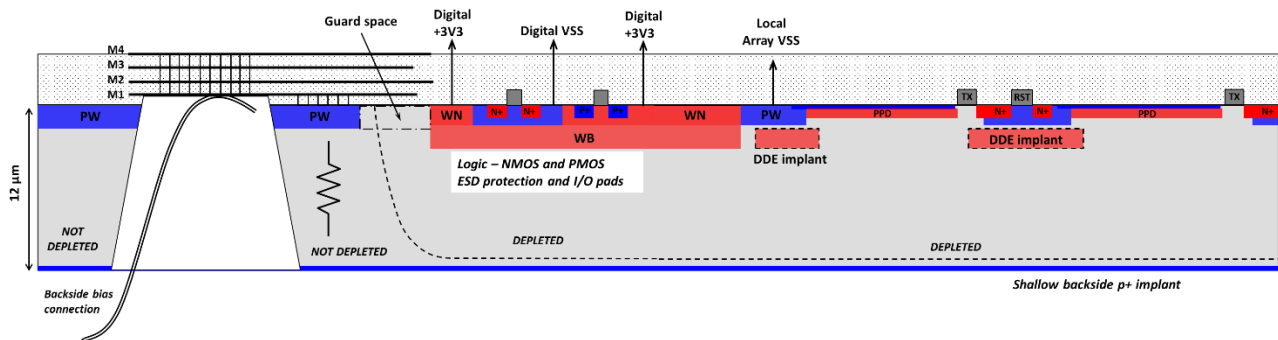 Guard space
Digital
+3V3
Digital VSS
Digital
+3V3
Local
Array VSS
M4
M3
M2
M1
TX
RST
TX
PW
PW
WN
N+
N+
P+
P+
WN
PW
PPD
N+
N+
PPD
N+
WB
DDE implant
DDE implant
Logic – NMOS and PMOS
ESD protection and I/O pads
12 µm
NOT
DEPLETED
NOT DEPLETED
DEPLETED
DEPLETED
Backside bias
connection
Shallow backside p+ implant